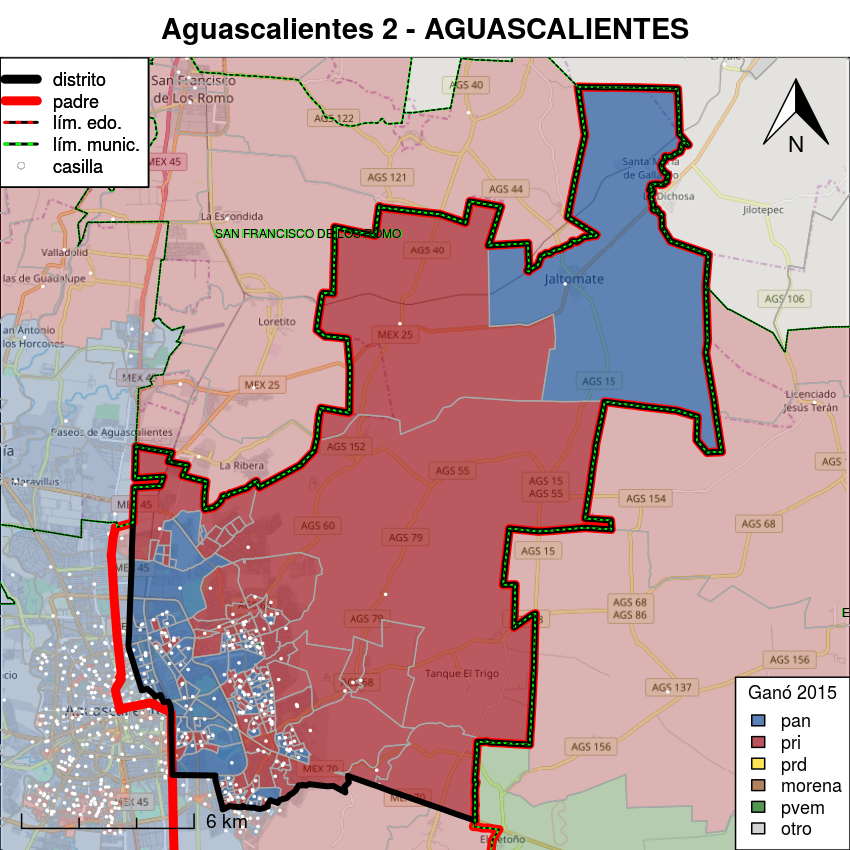 Aguascalientes 2 - AGUASCALIENTES
distrito
padre
lím. edo.
lím. munic.
casilla
San Francisco
de Los Romo
AGS 40
AGS 122
MEX 45
AGS 121
AGS 44
Santa María
de Gallardo
La Dichosa
Jilotepec
N
La Escondida
SAN FRANCISCO DE LOS ROMO
AGS 40
Valladolid
las de Guadalupe
Jaltomate
AGS 106
Loretito
MEX 25
an Antonio
los Horcones
MEX 45
MEX 25
AGS 15
Licenciado
Jesús Terán
Paseos de Aguascalientes
AGS 152
ía
La Ribera
AGS 55
AGS
Maravillas
AGS 15
AGS 55
AGS 154
MEX 45
AGS 60
AGS 68
AGS 79
AGS 15
AGS 68
AGS 86
AGS 79
E
AGS 156
Tanque El Trigo
AGS 137
cio
AGS 156
MEX 70
MEX 70
MEX 45
6 km
El Retoño
Ganó 2015
pan
pri
prd
morena
pvem
otro